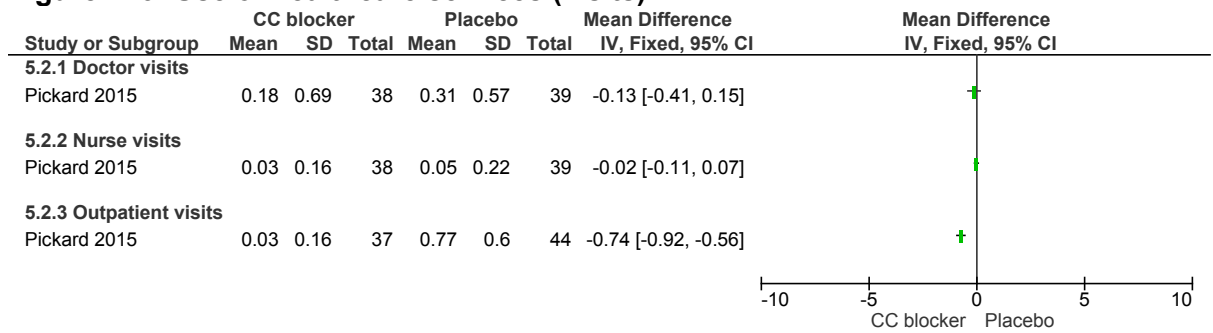 CC blocker Placebo Mean Difference Mean Difference
Study or Subgroup Mean SD Total Mean SD Total IV, Fixed, 95% CI IV, Fixed, 95% CI
5.2.1 Doctor visits
Pickard 2015 0.18 0.69 38 0.31 0.57 39 -0.13 [-0.41, 0.15]
5.2.2 Nurse visits
Pickard 2015 0.03 0.16 38 0.05 0.22 39 -0.02 [-0.11, 0.07]
5.2.3 Outpatient visits
Pickard 2015 0.03 0.16 37 0.77 0.6 44 -0.74 [-0.92, -0.56]
-10 -5 0 5 10
CC blocker Placebo